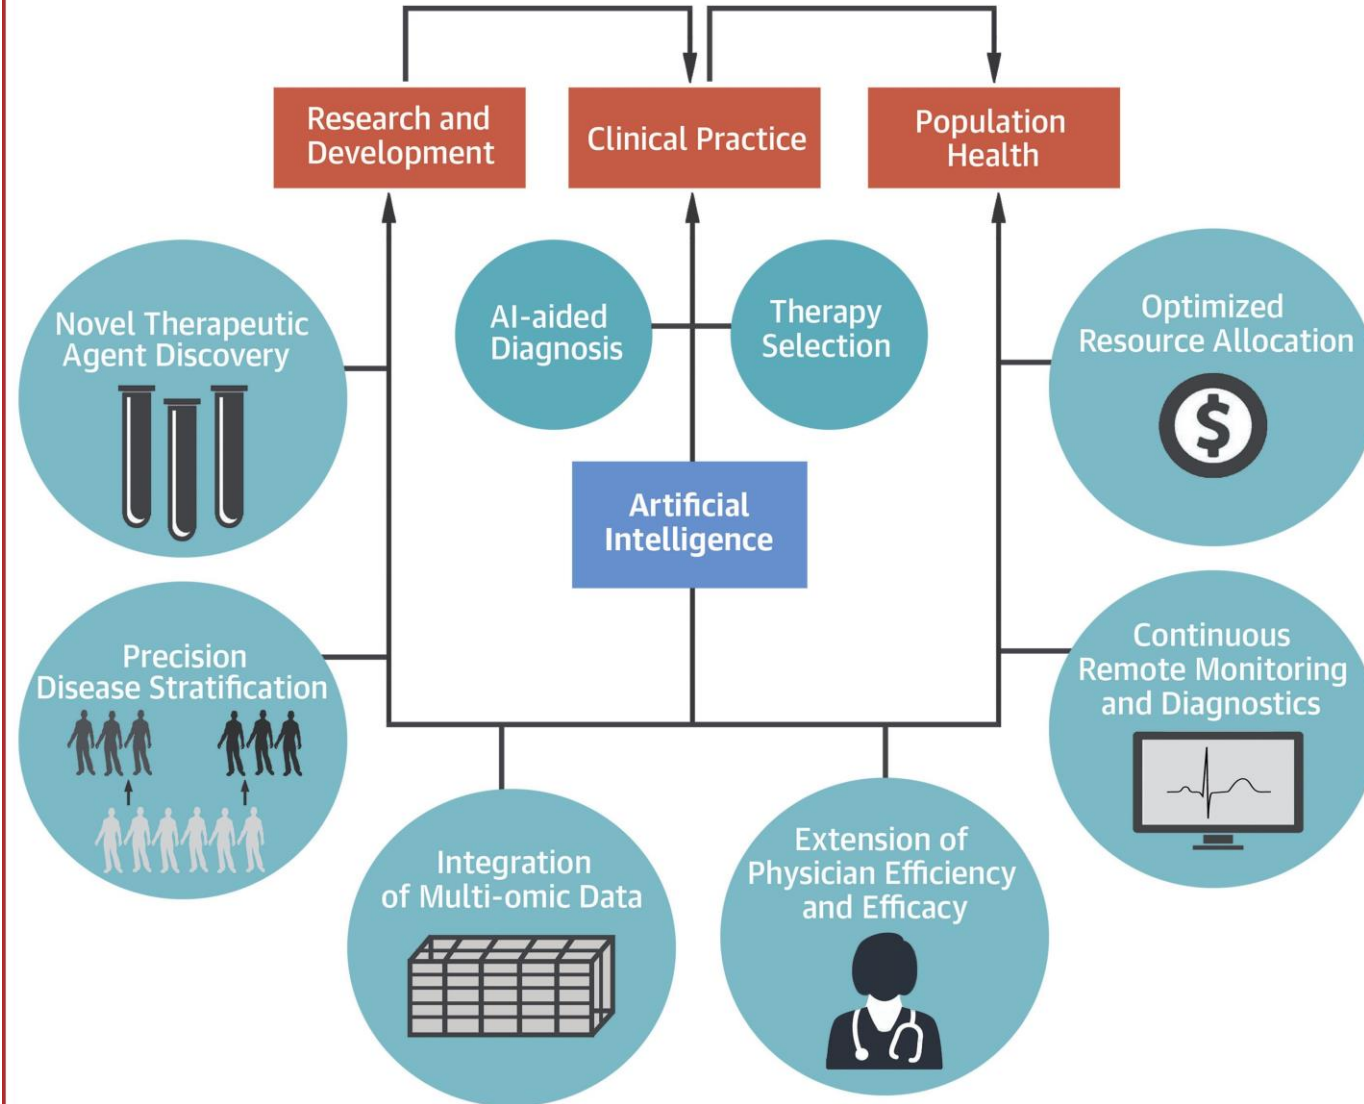 Research and
Development
Clinical Practice
Population
Health
Novel Therapeutic
Agent Discovery
AI-aided
Diagnosis
Therapy
Selection
Optimized
Resource Allocation
$
Artificial
Intelligence
Precision
Disease Stratification
Continuous
Remote Monitoring
and Diagnostics
Integration
of Multi-omic Data
Extension of
Physician Efficiency
and Efficacy